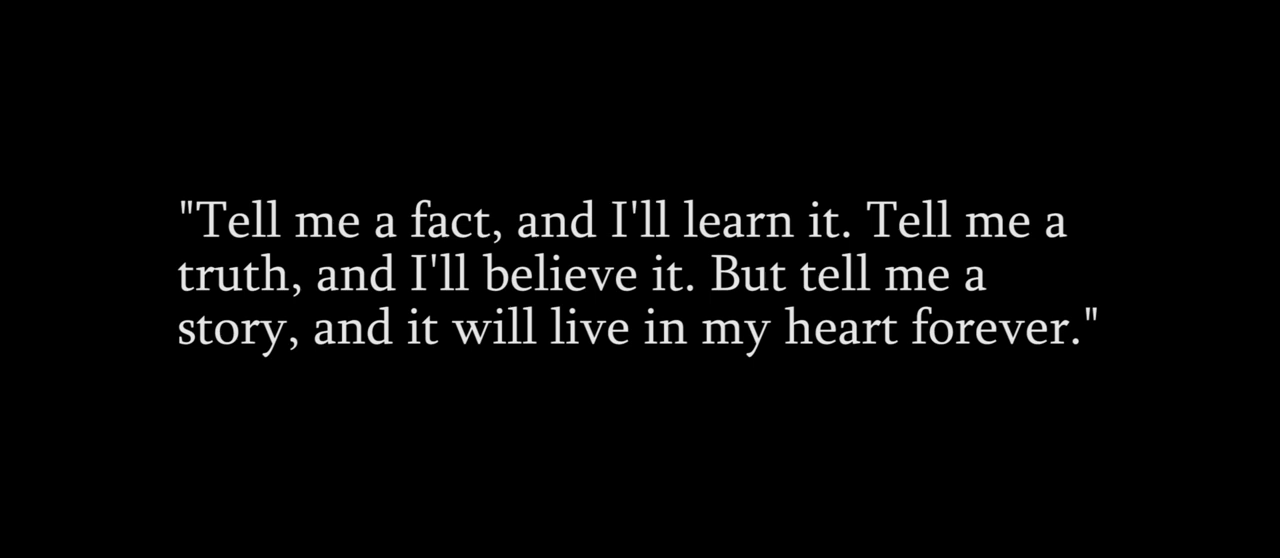 "Tell me a fact, and I'll learn it. Tell me a
truth, and I'll believe it. But tell me a
story, and it will live in my heart forever."